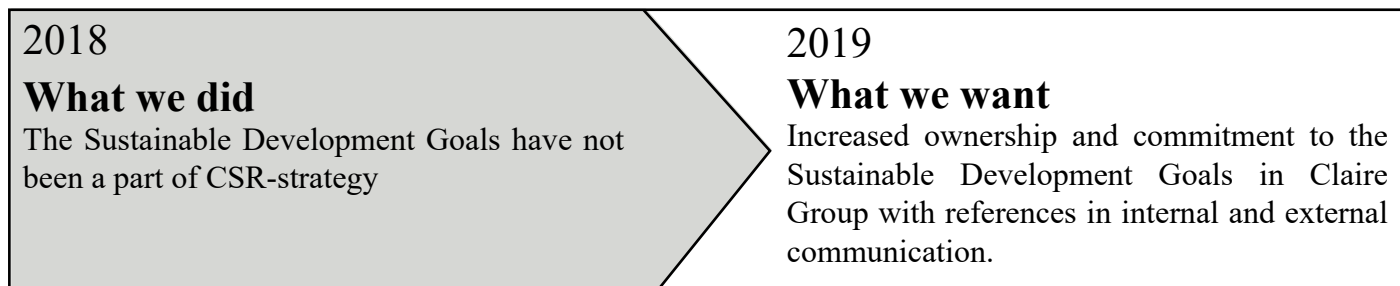 2018
What we did
The Sustainable Development Goals have not
been a part of CSR-strategy
2019
What we want
Increased ownership and commitment to the
Sustainable Development Goals in Claire
Group with references in internal and external
communication.